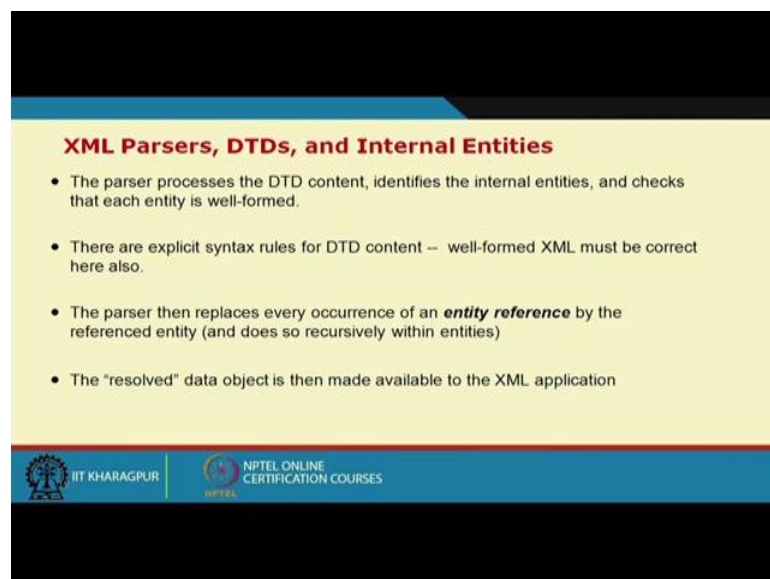 XML Parsers, DTDs, and Internal Entities
• The parser processes the DTD content, identifies the internal entities, and checks
that each entity is well-formed.
• There are explicit syntax rules for DTD content -- well-formed XML must be correct
here also.
• The parser then replaces every occurrence of an entity reference by the
referenced entity (and does so recursively within entities)
• The “resolved” data object is then made available to the XML application
IIT KHARAGPUR
NPTEL
NPTEL ONLINE
CERTIFICATION COURSES